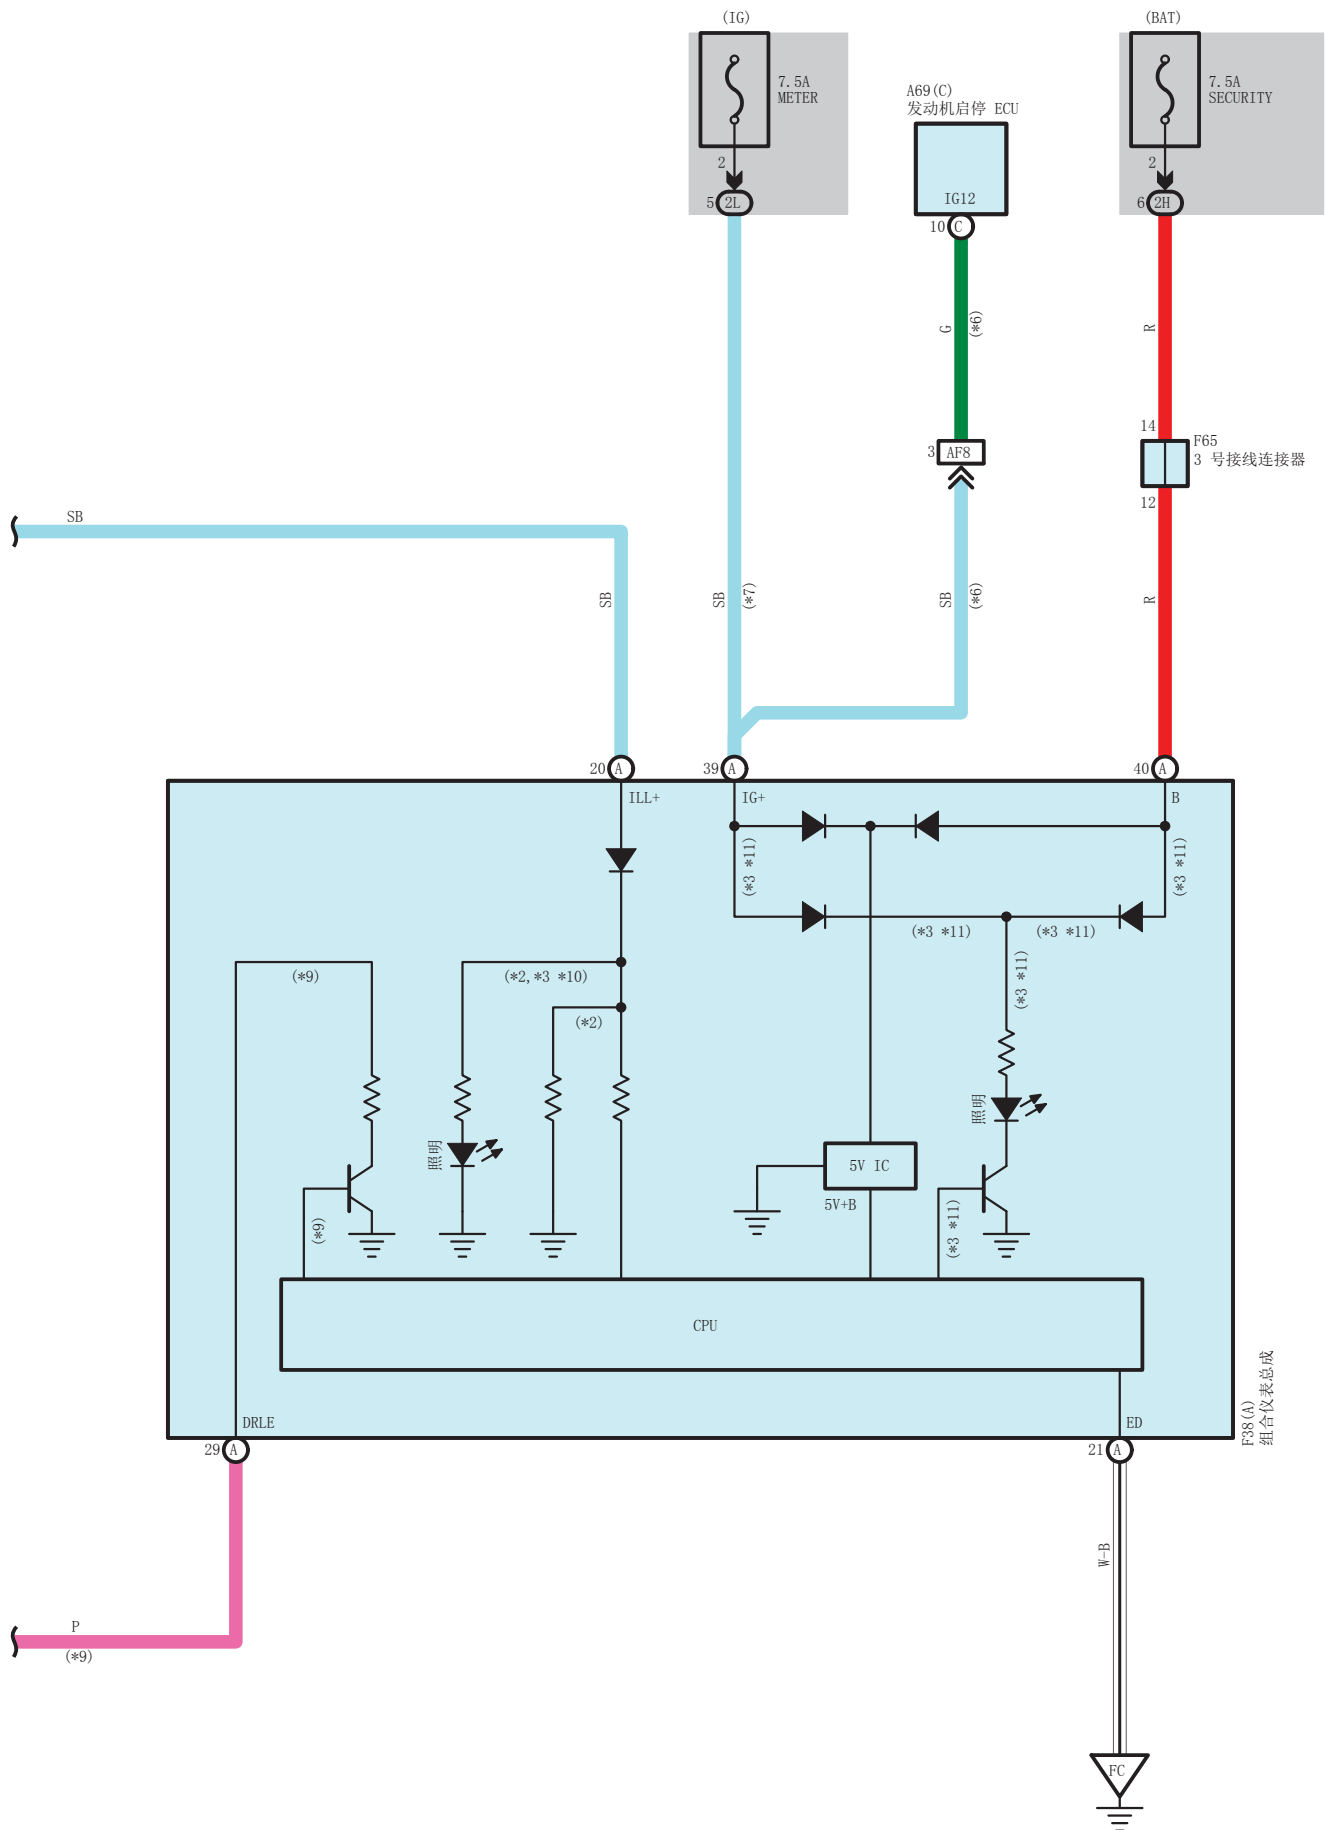 (IG)
(BAT)
7.5A
METER
A69(C)
发动机启停 ECU
7.5A
SECURITY
2
2
5
2L
IG12
6
2H
10
C
G
(*6)
R
14
3
AF8
F65
3 号接线连接器
12
SB
SB
SB
(*7)
SB
(*6)
R
20
A
39
A
40
A
ILL+
IG+
B
(*3 *11)
(*3 *11)
(*3 *11)
(*3 *11)
(*9)
(*2,*3 *10)
(*3 *11)
(*2)
照明
照明
5V IC
5V+B
(*9)
(*3 *11)
CPU
DRLE
ED
F38(A)
组合仪表总成
29
A
21
A
W-B
P
(*9)
FC